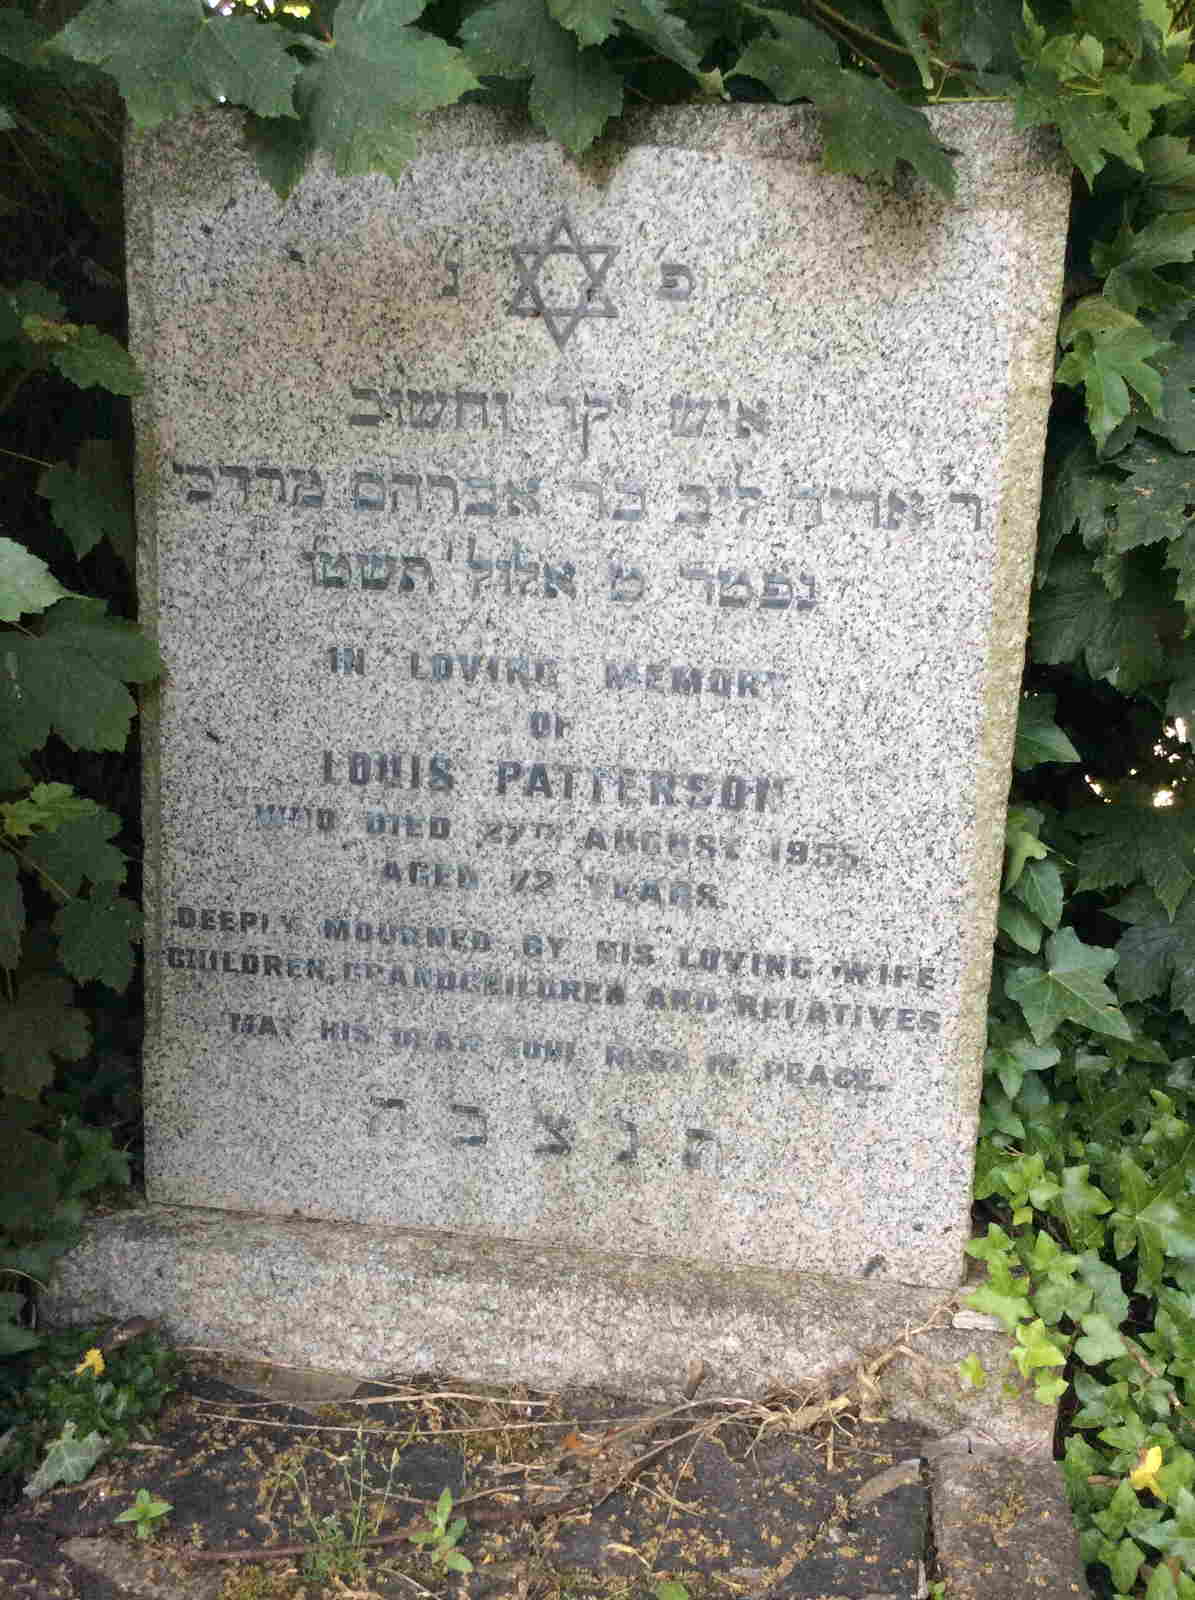 פ נ
איש יקר וחשוב
ר' אריה ליב בר אברהם מרדכי
נפטר ט אלול תשטו
IN LOVING MEMORY
OF
LOUIS PATTERSON
WHO DIED 27TH AUGUST 1955.
AGED 72 YEARS.
DEEPLY MOURNED BY HIS LOVING WIFE
CHILDREN, GRANDCHILDREN AND RELATIVES
MAY HIS DEAR SOUL REST IN PEACE.
ת נ צ ב ה